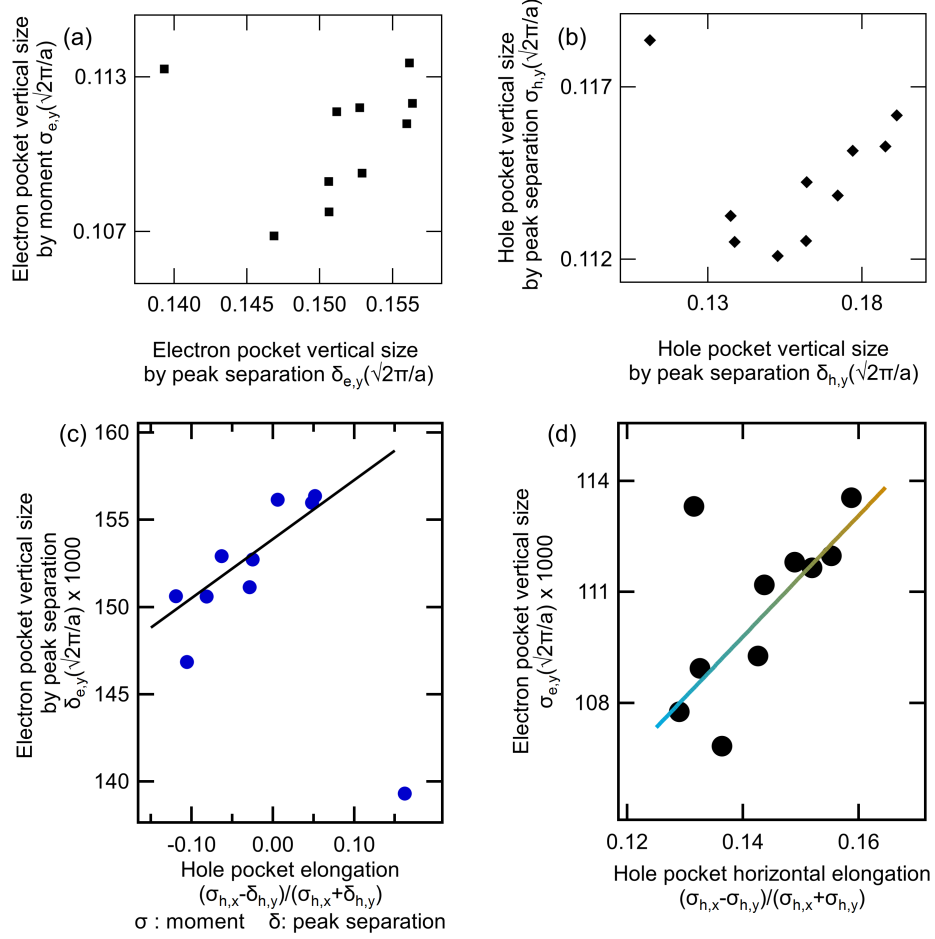 (a)
Electron pocket vertical size
by moment σe,y(√2π/a)
0.113
0.107
0.140
0.145
0.150
0.155
Electron pocket vertical size
by peak separation δe,y(√2π/a)
(b)
Hole pocket vertical size
by peak separation σh,y(√2π/a)
0.117
0.112
0.13
0.18
Hole pocket vertical size
by peak separation δh,y(√2π/a)
(c)
Electron pocket vertical size
by peak separation
δe,y(√2π/a) x 1000
160
155
150
145
140
-0.10
0.00
0.10
Hole pocket elongation
(σh,x-δh,y)/(σh,x+δh,y)
σ : moment δ: peak separation
(d)
Electron pocket vertical size
σe,y(√2π/a) x 1000
114
111
108
0.12
0.14
0.16
Hole pocket horizontal elongation
(σh,x-σh,y)/(σh,x+σh,y)